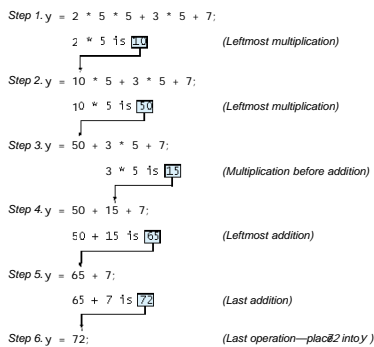 Step 1. y = 2 * 5 * 5 + 3 * 5 + 7;
2 * 5 is 10 (Leftmost multiplication)
Step 2. y = 10 * 5 + 3 * 5 + 7;
10 * 5 is 50 (Leftmost multiplication)
Step 3. y = 50 + 3 * 5 + 7;
3 * 5 is 15 (Multiplication before addition)
Step 4. y = 50 + 15 + 7;
50 + 15 is 65 (Leftmost addition)
Step 5. y = 65 + 7;
65 + 7 is 72 (Last addition)
Step 6. y = 72; (Last operation—place 72 into y )